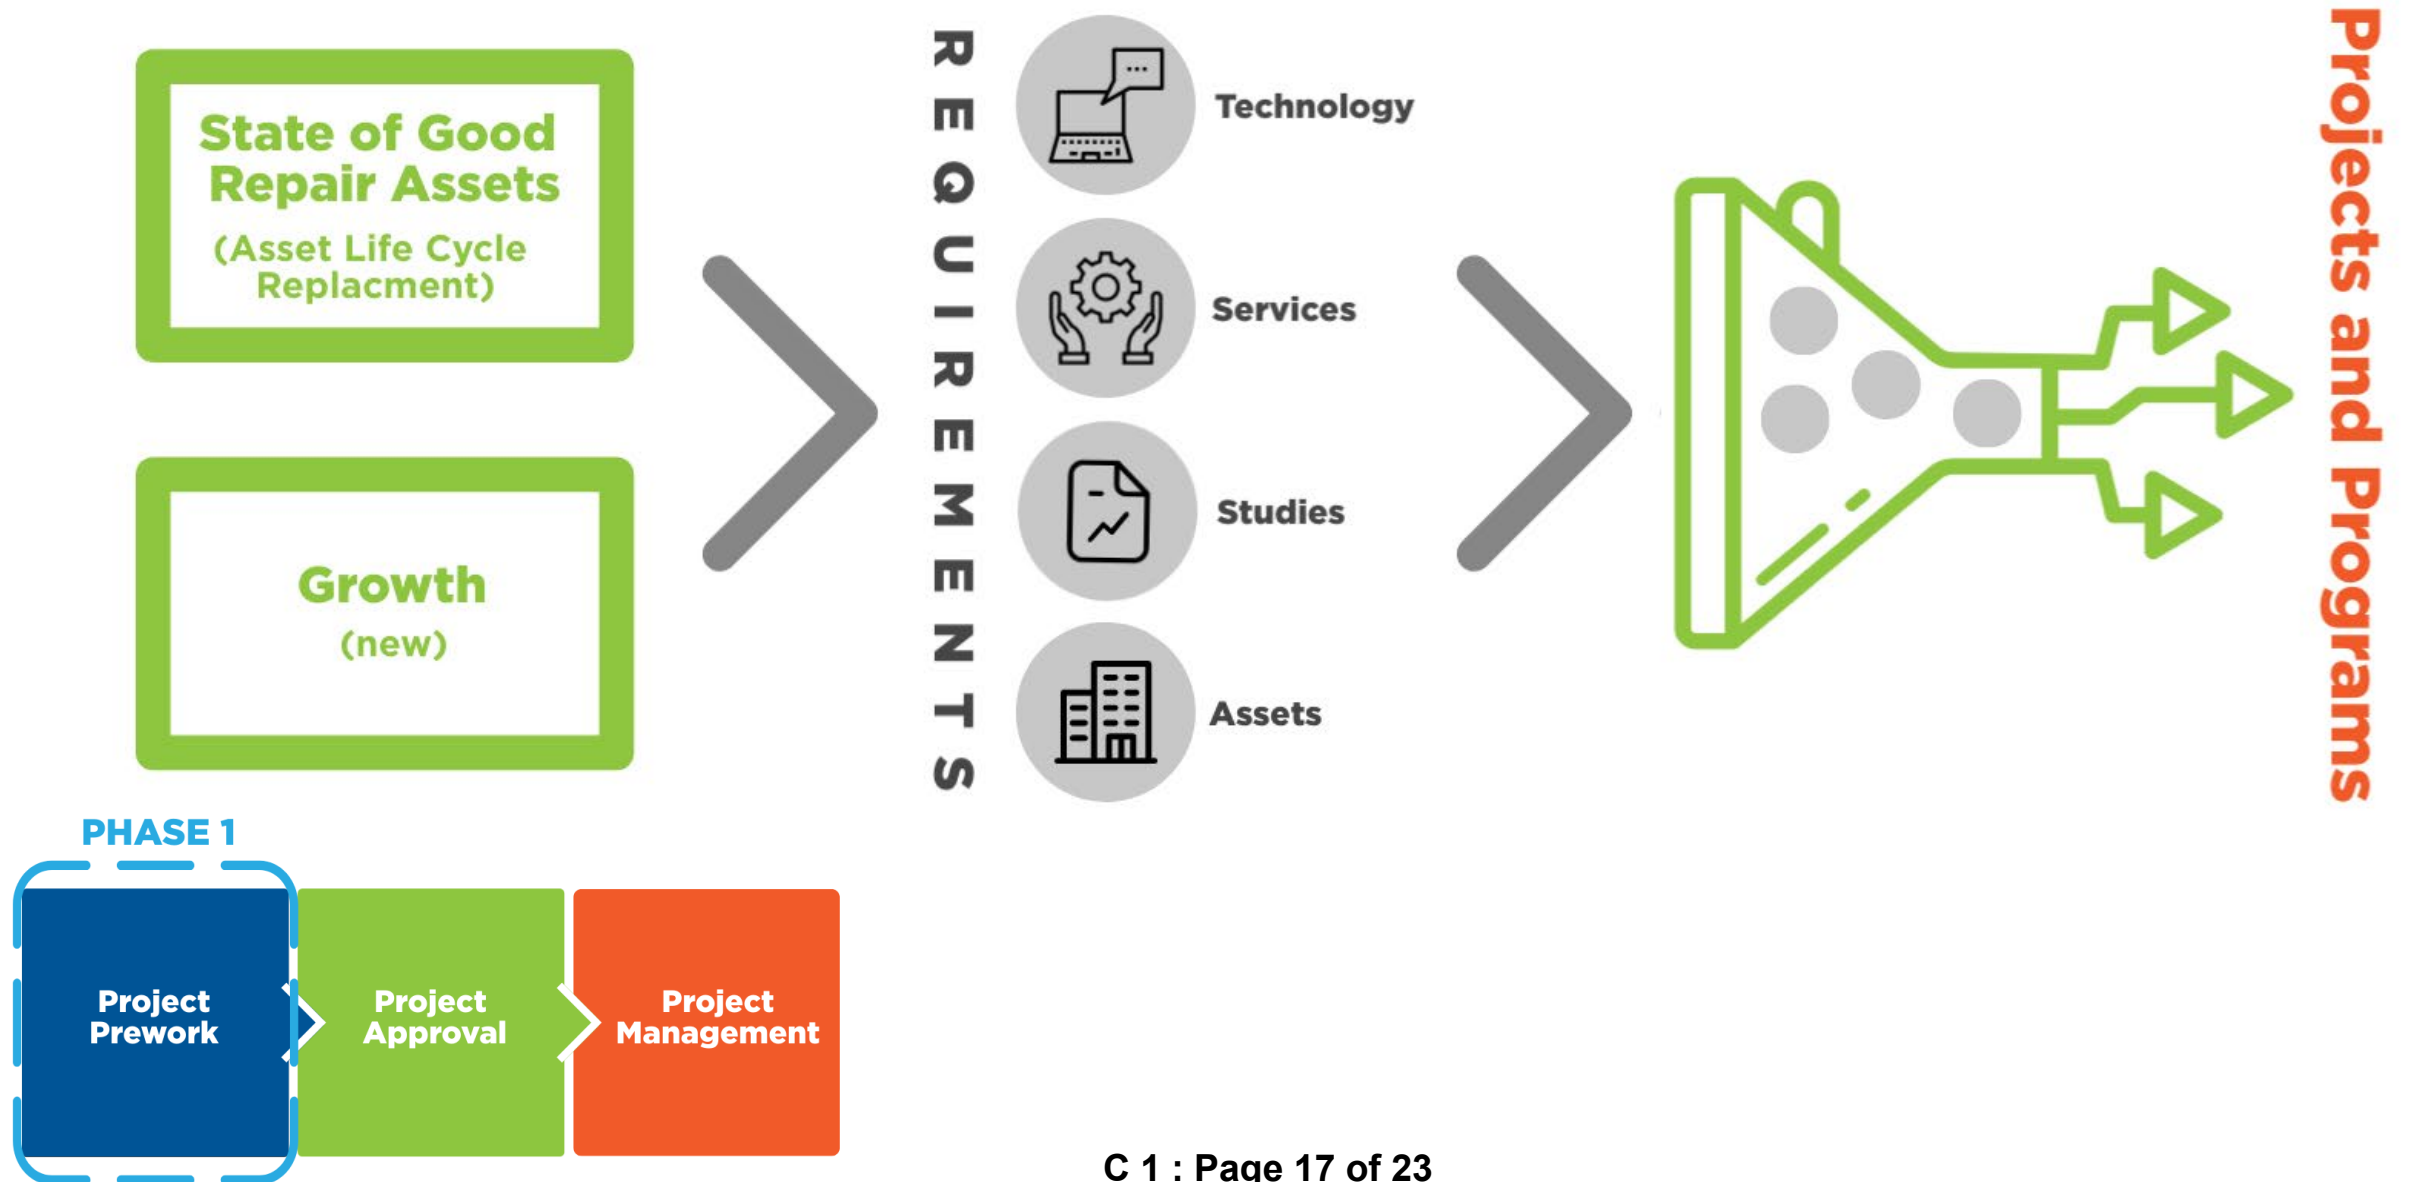 State of Good
Repair Assets
(Asset Life Cycle
Replacment)
Growth
(new)
REQUIREMENTS
Technology
Services
Studies
Assets
Projects and Programs
PHASE 1
Project
Prework
Project
Approval
Project
Management
C 1 : Page 17 of 23